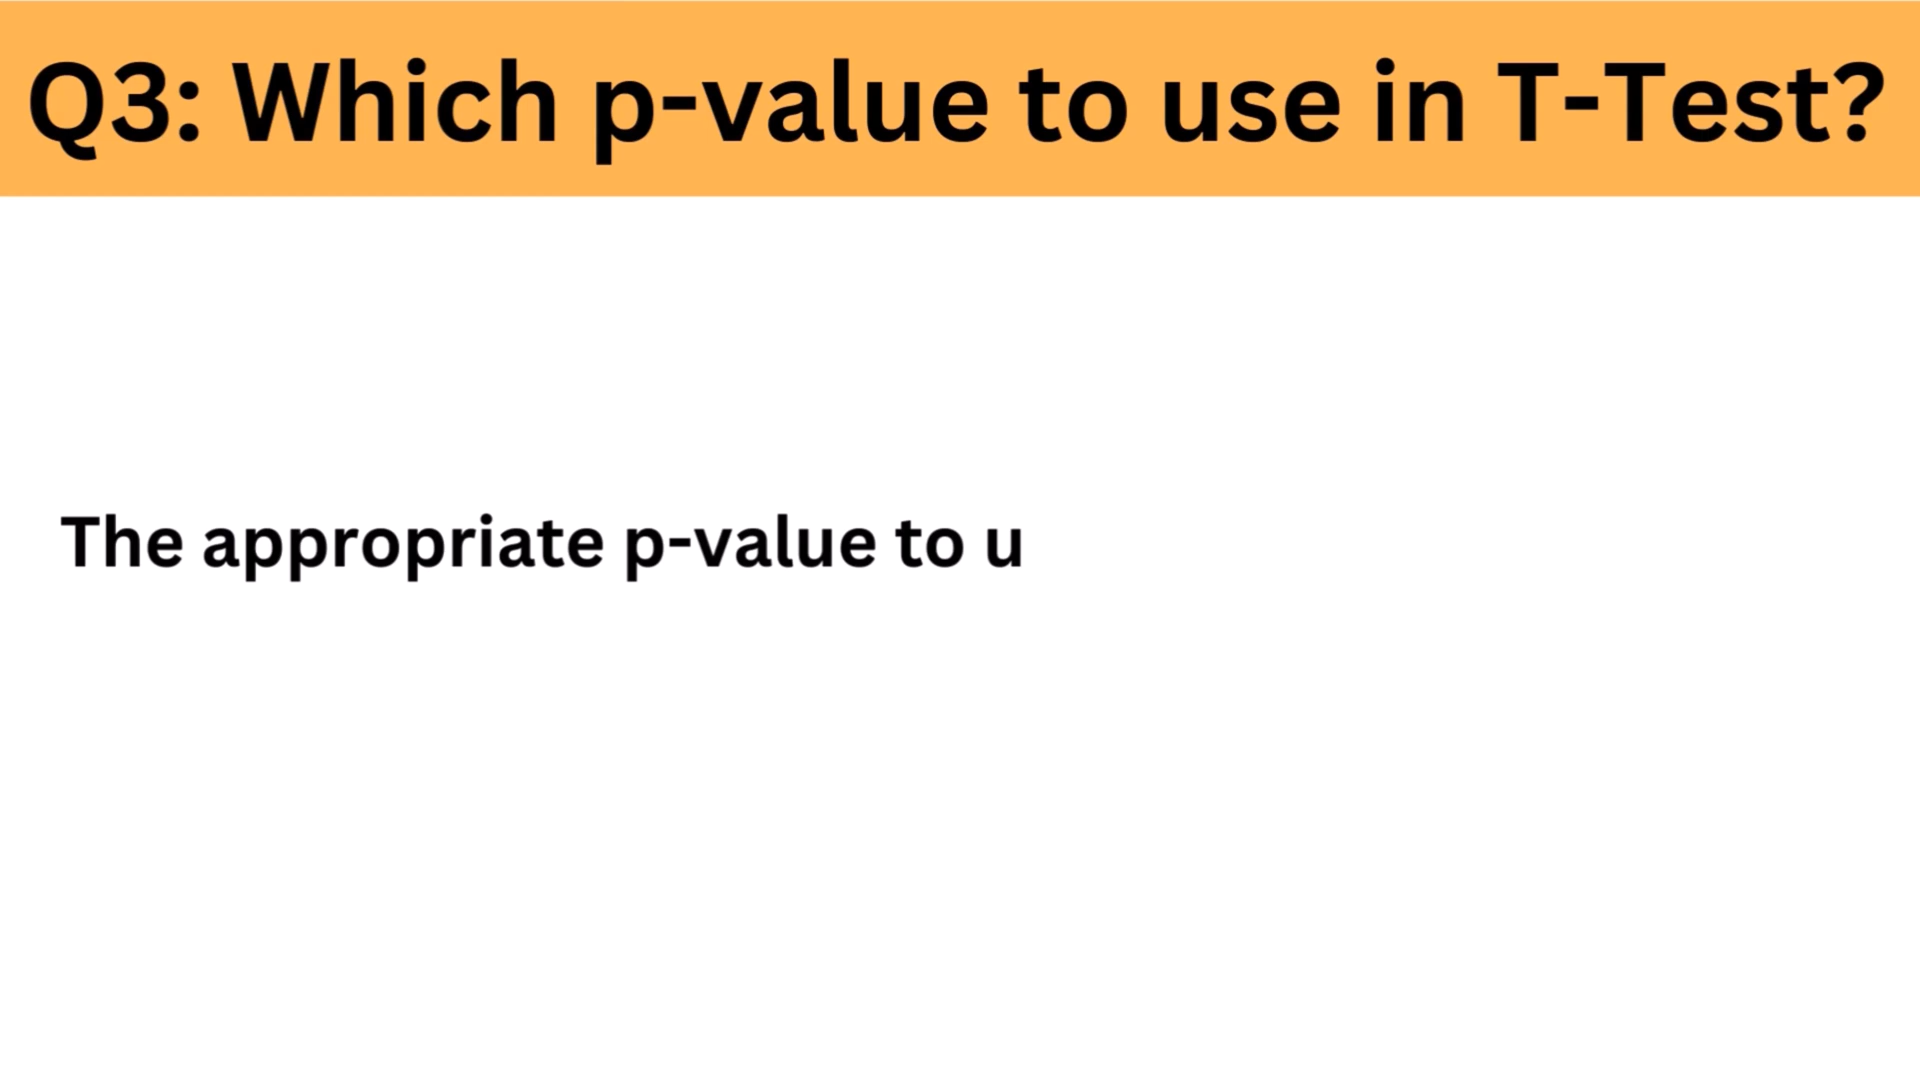 Q3: Which p-value to use in T-Test?
The appropriate p-value to u